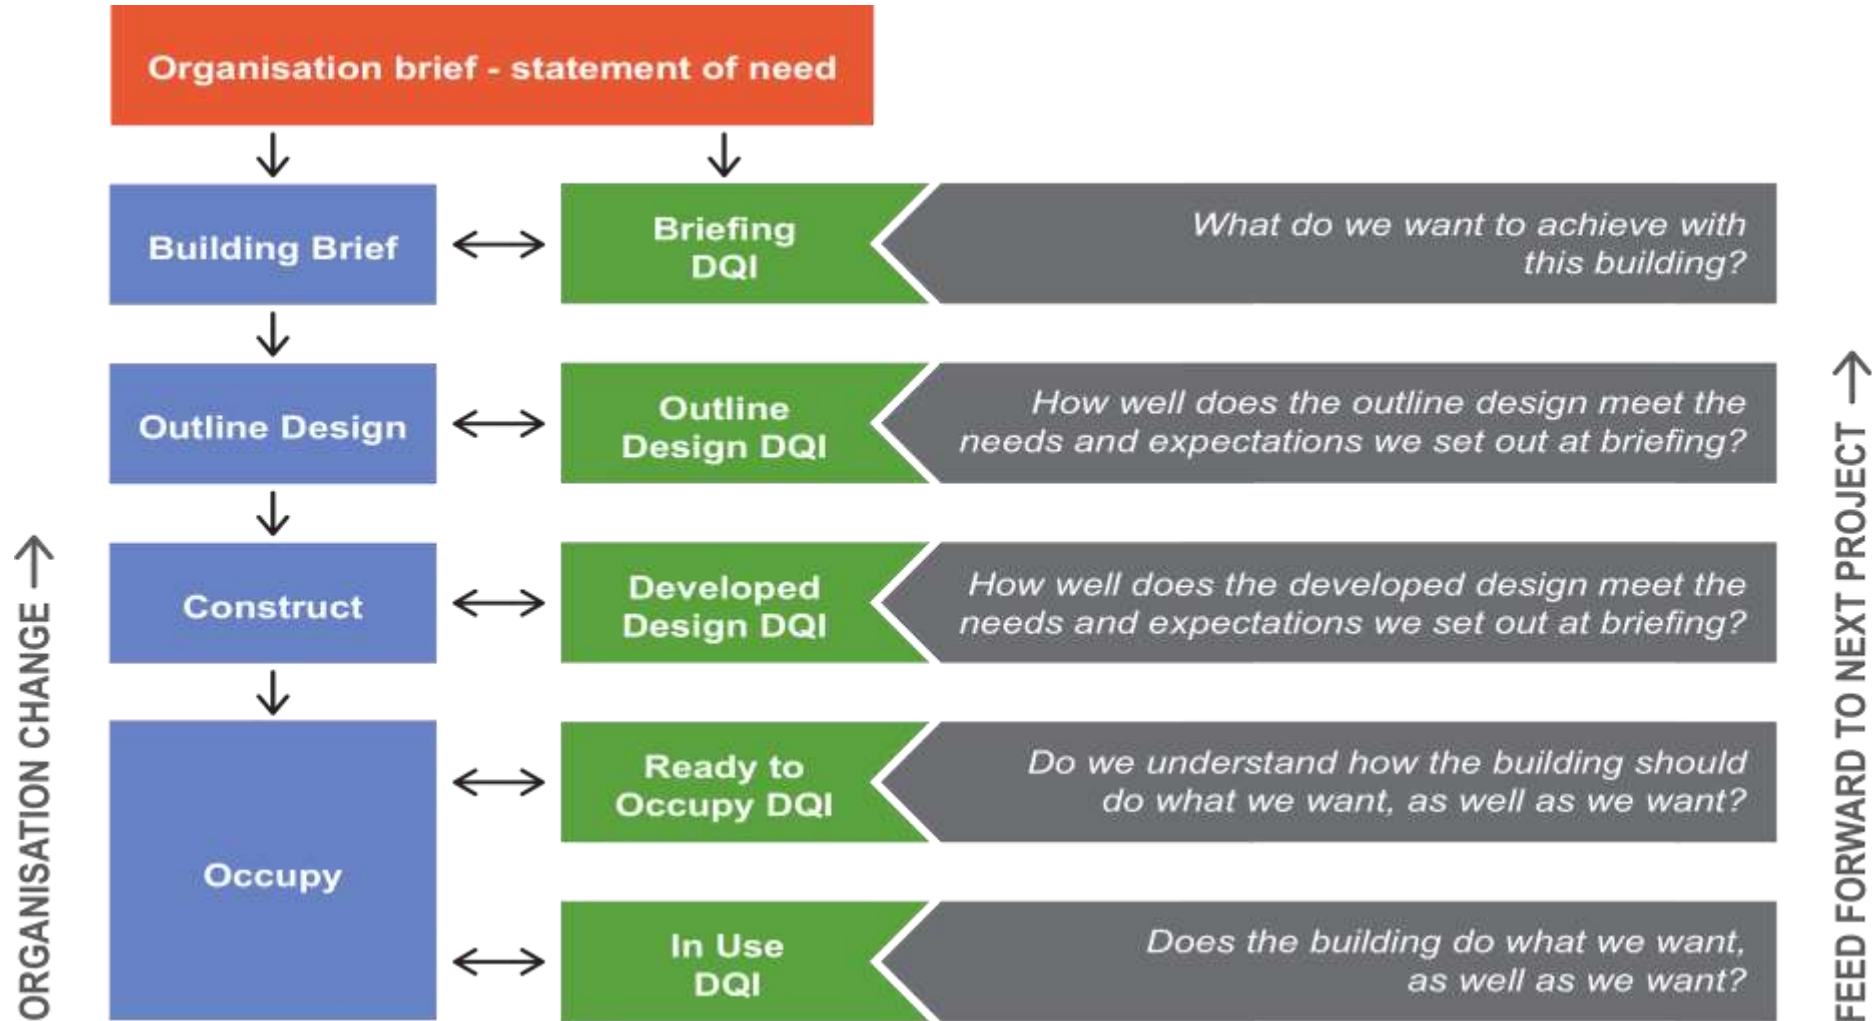 Organisation brief - statement of need
Building Brief
Briefing
DQI
What do we want to achieve with
this building?
Outline Design
Outline
Design DQI
How well does the outline design meet the
needs and expectations we set out at briefing?
Construct
Developed
Design DQI
How well does the developed design meet the
needs and expectations we set out at briefing?
Occupy
Ready to
Occupy DQI
Do we understand how the building should
do what we want, as well as we want?
In Use
DQI
Does the building do what we want,
as well as we want?
ORGANISATION CHANGE
FEED FORWARD TO NEXT PROJECT